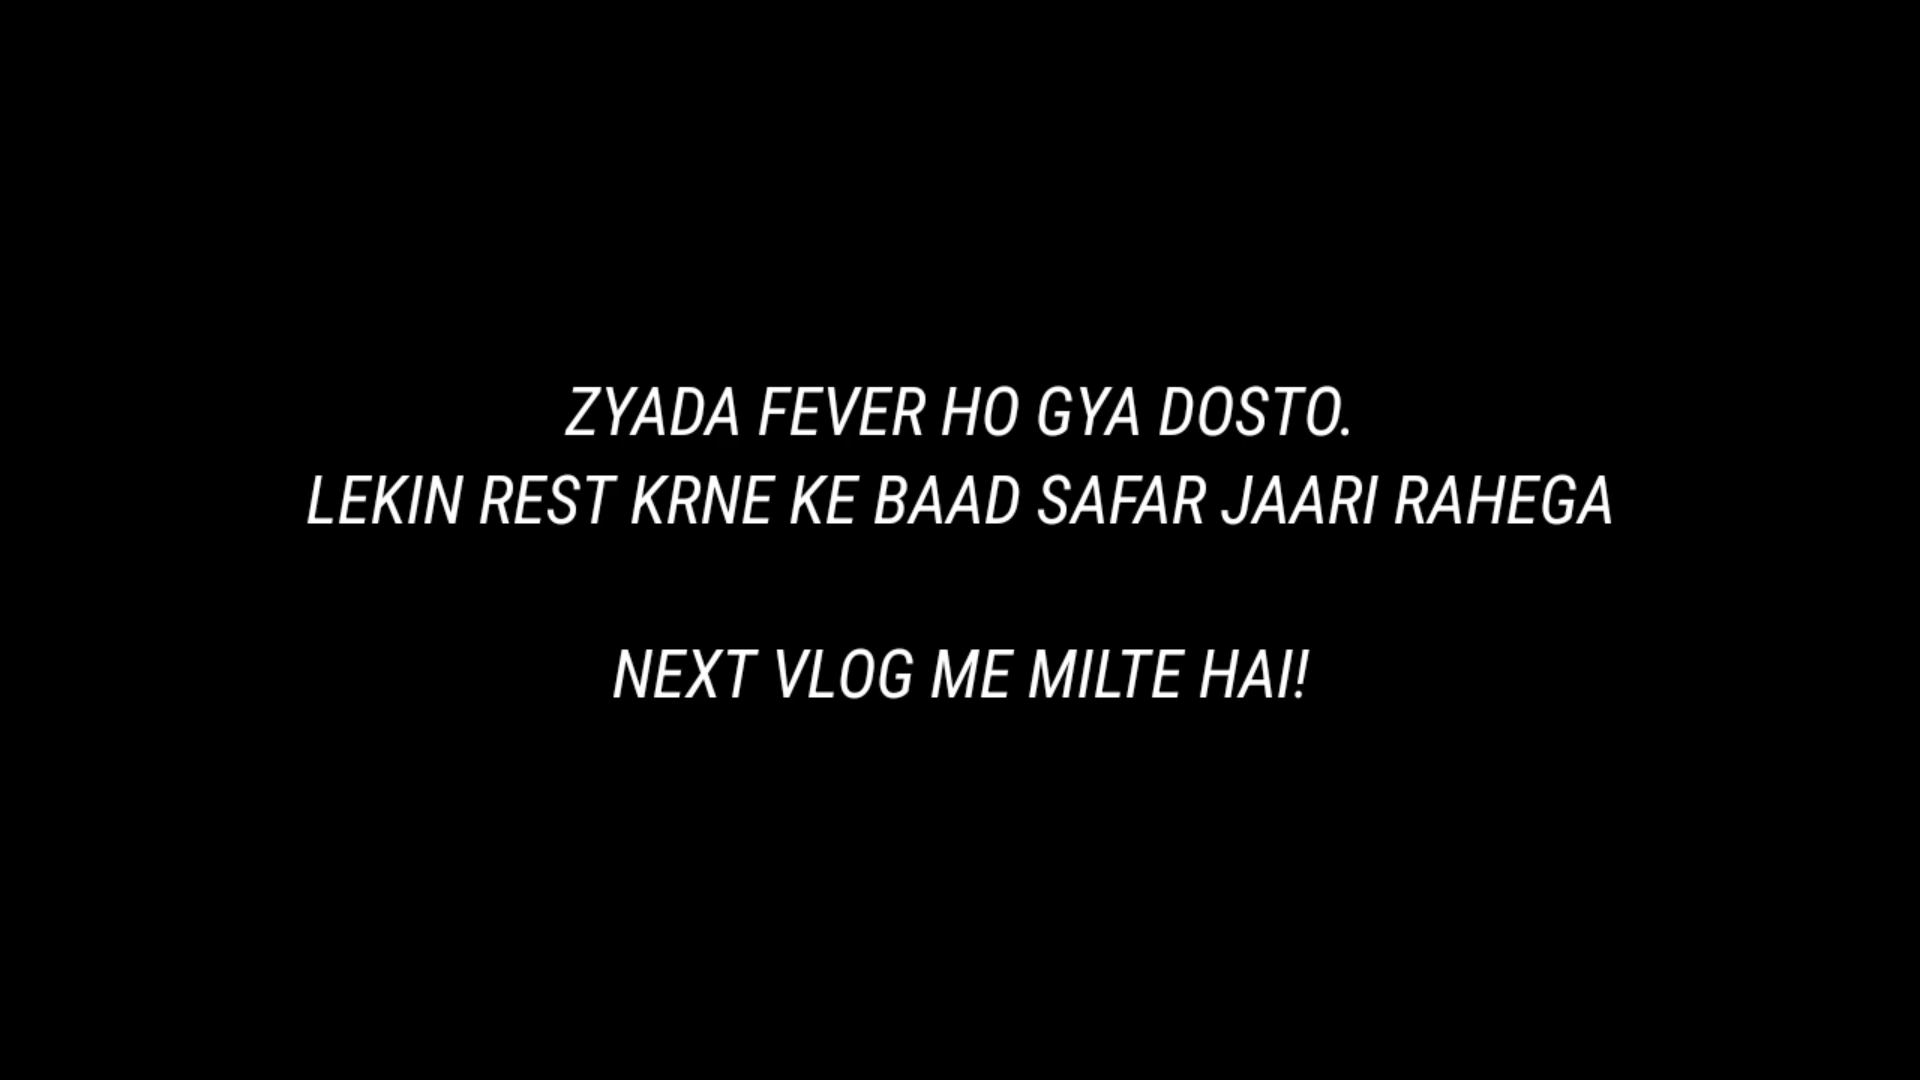 ZYADA FEVER HO GYA DOSTO.
LEKIN REST KRNE KE BAAD SAFAR JAARI RAHEGA
NEXT VLOG ME MILTE HAI!